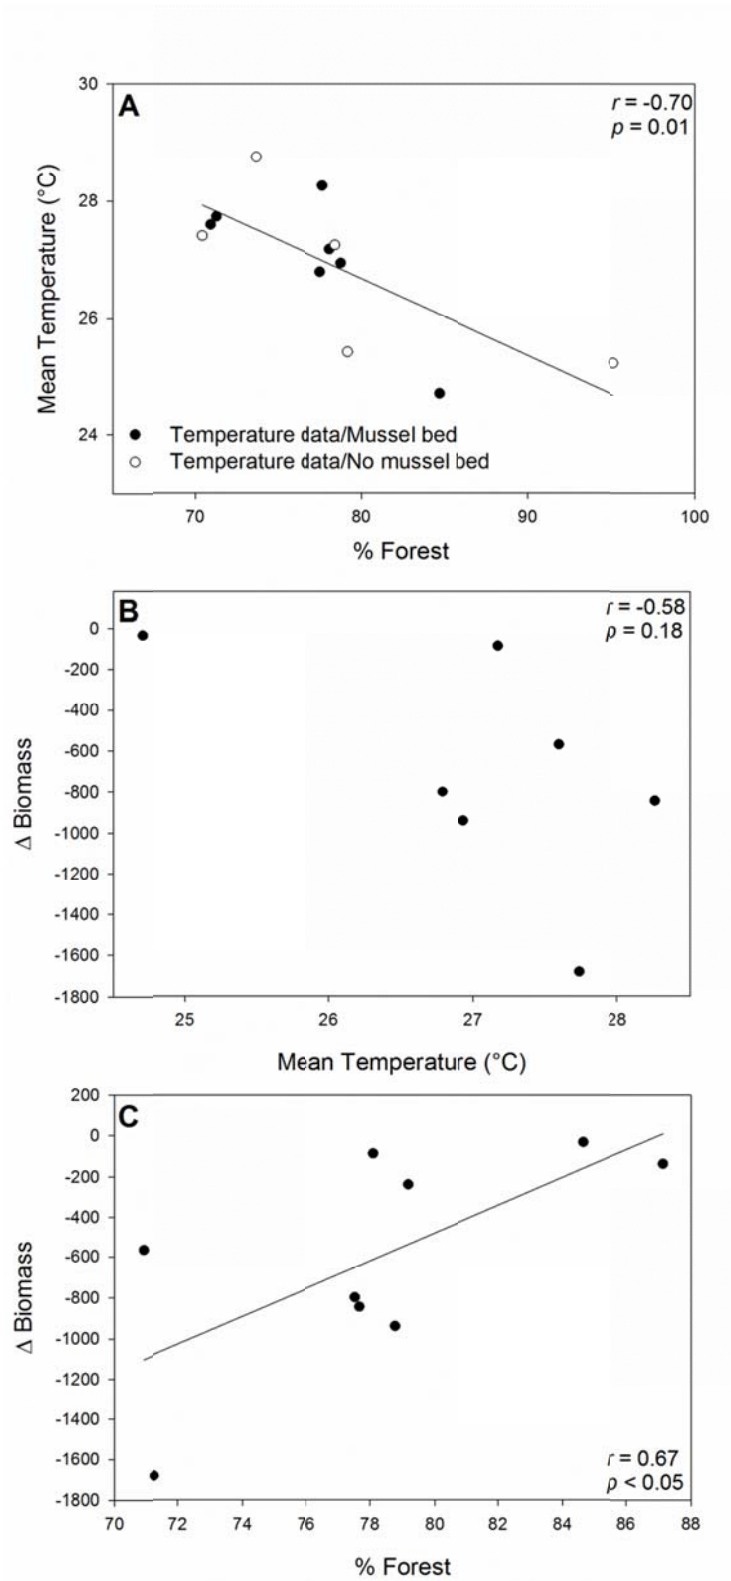 A
r = -0.70
p = 0.01
30
28
26
24
Mean Temperature (°C)
Temperature data/Mussel bed
Temperature data/No mussel bed
70 80 90 100
% Forest
B
r = -0.58
p = 0.18
0
-200
-400
-600
-800
-1000
-1200
-1400
-1600
-1800
Δ Biomass
25 26 27 28
Mean Temperature (°C)
C
200
0
-200
-400
-600
-800
-1000
-1200
-1400
-1600
-1800
Δ Biomass
r = 0.67
p < 0.05
70 72 74 76 78 80 82 84 86 88
% Forest